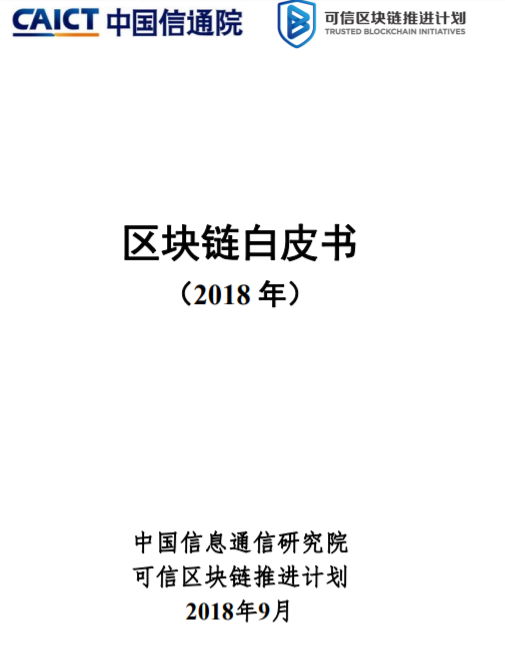 CAICT 中国信通院
可信区块链推进计划
TRUSTED BLOCKCHAIN INITIATIVES
区块链白皮书
（2018 年）
中国信息通信研究院
可信区块链推进计划
2018年9月